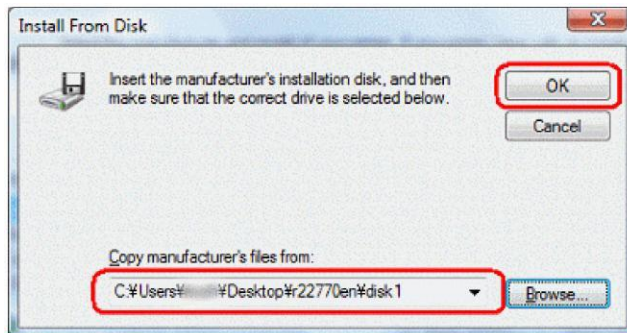 Install From Disk
Insert the manufacturer's installation disk, and then
make sure that the correct drive is selected below.
OK
Cancel
Copy manufacturer's files from:
C:¥Users¥ ¥Desktop¥r22770en¥disk1
Browse...